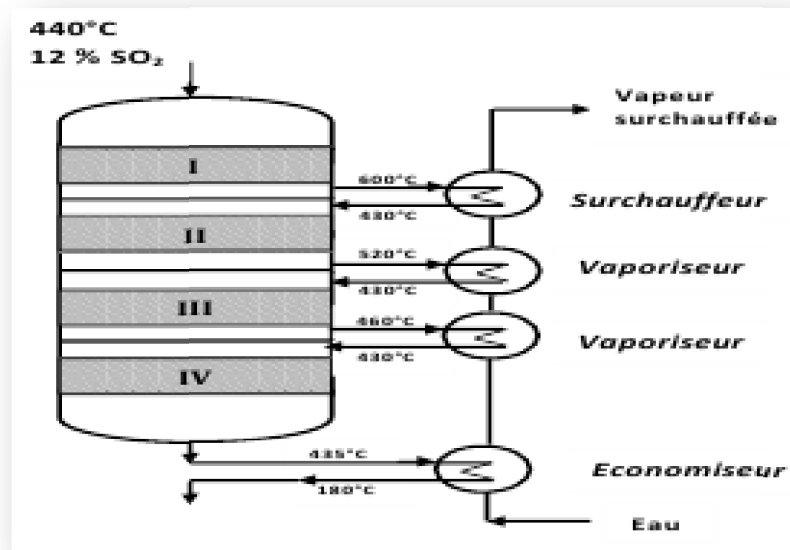 440°C
12 % SO₂
Vapeur
surchauffée
I
600°C
430°C
Surchauffeur
II
520°C
430°C
Vaporiseur
III
460°C
430°C
Vaporiseur
IV
435°C
180°C
Economiseur
Eau